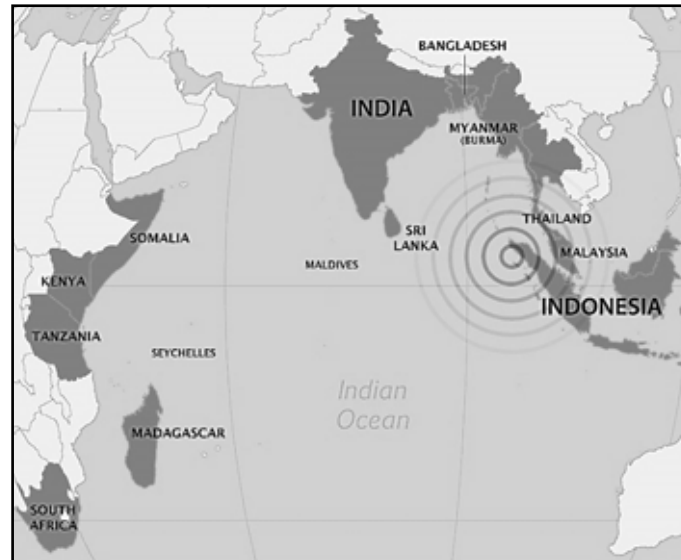 BANGLADESH
INDIA
MYANMAR
(BURMA)
THAILAND
SRI
LANKA
SOMALIA
MALAYSIA
MALDIVES
KENYA
INDONESIA
TANZANIA
SEYCHELLES
Indian
Ocean
MADAGASCAR
SOUTH
AFRICA